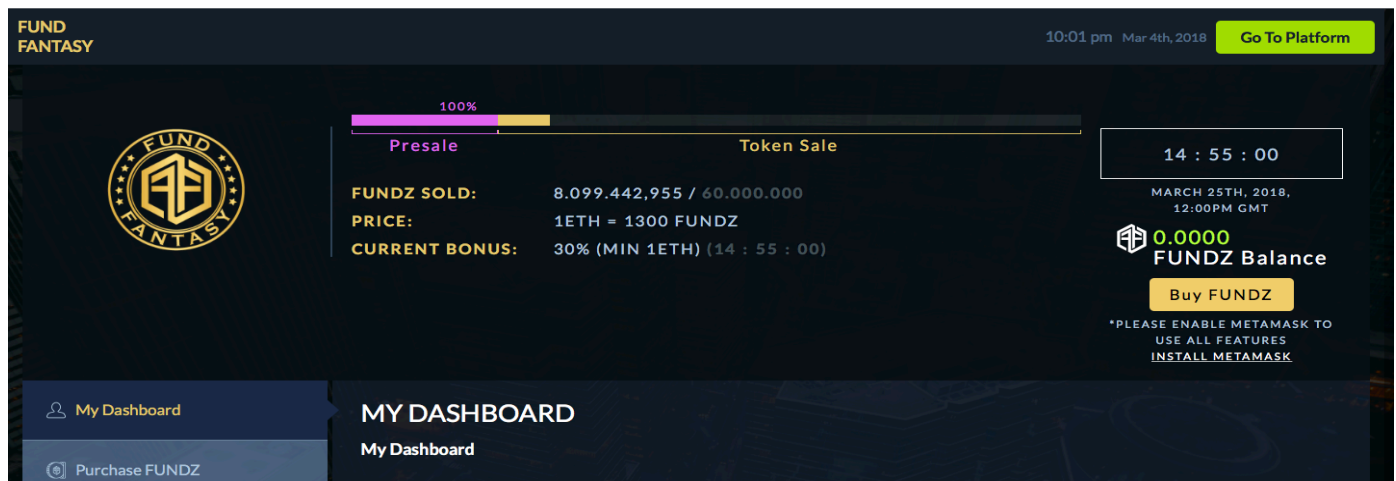 FUND
FANTASY
10:01 pm Mar 4th, 2018 Go To Platform
FUND
FANTASY
100%
Presale Token Sale
FUNDZ SOLD: 8.099.442,955 / 60.000.000
PRICE: 1ETH = 1300 FUNDZ
CURRENT BONUS: 30% (MIN 1ETH) (14 : 55 : 00)
14 : 55 : 00
MARCH 25TH, 2018,
12:00PM GMT
0.0000
FUNDZ Balance
Buy FUNDZ
*PLEASE ENABLE METAMASK TO
USE ALL FEATURES
INSTALL METAMASK
My Dashboard
Purchase FUNDZ
MY DASHBOARD
My Dashboard